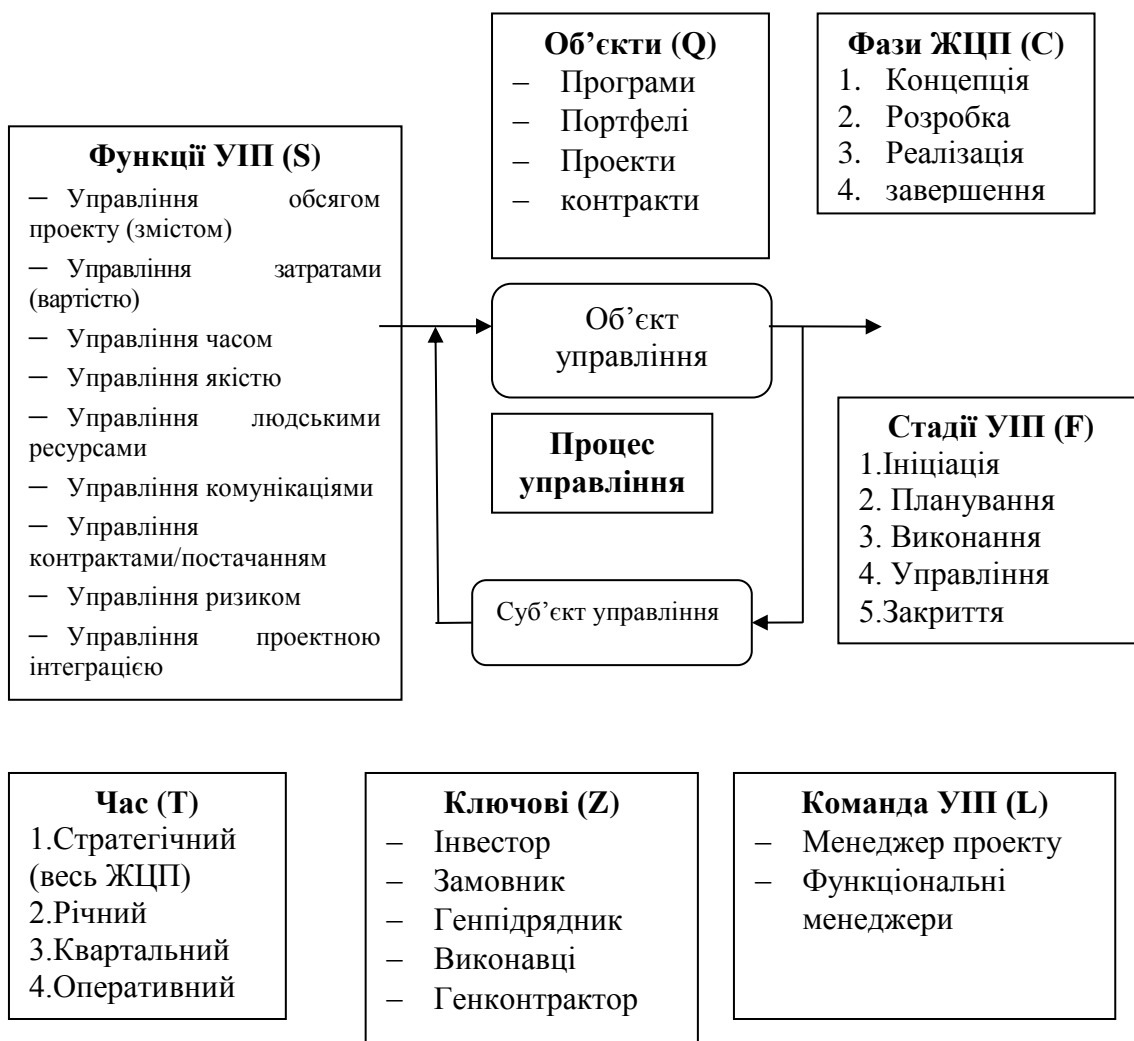 Об’єкти (Q)
– Програми
– Портфелі
– Проекти
– контракти
Фази ЖЦП (C)
1. Концепція
2. Розробка
3. Реалізація
4. завершення
Функції УІП (S)
– Управління обсягом
проекту (змістом)
– Управління затратами
(вартістю)
– Управління часом
– Управління якістю
– Управління людськими
ресурсами
– Управління комунікаціями
– Управління
контрактами/постачанням
– Управління ризиком
– Управління проектною
інтеграцією
Об’єкт
управління
Процес
управління
Суб’єкт управління
Стадії УІП (F)
1.Ініціація
2. Планування
3. Виконання
4. Управління
5.Закриття
Час (T)
1.Стратегічний
(весь ЖЦП)
2.Річний
3.Квартальний
4.Оперативний
Ключові (Z)
– Інвестор
– Замовник
– Генпідрядник
– Виконавці
– Генконтрактор
Команда УІП (L)
– Менеджер проекту
– Функціональні
менеджери